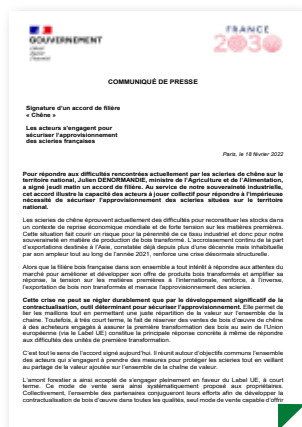 GOUVERNEMENT
Liberté
Égalité
Fraternité
FRANCE
2030
COMMUNIQUÉ DE PRESSE
Signature d'un accord de filière
« Chêne »
Les acteurs s'engagent pour
sécuriser l'approvisionnement
des scieries françaises
Paris, le 18 février 2022
Pour répondre aux difficultés rencontrées actuellement par les scieries de chêne sur le
territoire national, Julien DENORMANDIE, ministre de l'Agriculture et de l'Alimentation,
a signé jeudi matin un accord de filière. Au service de notre souveraineté industrielle,
cet accord illustre la capacité des acteurs à jouer collectif pour répondre à l'impérieuse
nécessité de sécuriser l'approvisionnement des scieries situées sur le territoire
national.
Les scieries de chêne éprouvent actuellement des difficultés pour reconstituer les stocks dans
un contexte de reprise économique mondiale et de forte tension sur les matières premières.
Cette situation fait courir un risque pour la pérennité de ce tissu industriel et donc pour notre
souveraineté en matière de production de bois transformé. L'accroissement continu de la part
d'exportations destinée à l'Asie, constatée déjà depuis plus d'une décennie mais inhabituelle
par son ampleur tout au long de l'année 2021, renforce une crise désormais structurelle.
Alors que la filière bois française dans son ensemble a tout intérêt à répondre aux attentes du
marché pour améliorer et développer son offre de produits bois transformés et amplifier sa
réponse, la tension sur les matières premières à l'internationale, renforce, à l'inverse,
l'exportation de bois non transformés et menace l'approvisionnement des scieries.
Cette crise ne peut se régler durablement que par le développement significatif de la
contractualisation, outil déterminant pour sécuriser l'approvisionnement. Elle permet de
lier les maillons tout en permettant une juste répartition de la valeur sur l'ensemble de la
chaine. Toutefois, à très court terme, le fait de réserver des ventes de bois d'œuvre de chêne
à des acheteurs engagés à assurer la première transformation des bois au sein de l'Union
européenne (via le Label UE) constitue la principale réponse concrète à même de répondre
aux difficultés des unités de première transformation.
C'est tout le sens de l'accord signé aujourd'hui. Il réunit autour d'objectifs communs l'ensemble
des acteurs qui s'engagent à prendre des mesures pour protéger les scieries tout en veillant
au partage de la valeur ajoutée sur l'ensemble de la chaîne de valeur.
L'amont forestier a ainsi accepté de s'engager pleinement en faveur du Label UE, à court
terme. Ce mode de vente sera ainsi systématiquement proposé aux propriétaires.
Collectivement, l'ensemble des partenaires conjugueront leurs efforts afin de développer la
contractualisation de bois d'œuvre dans toutes les qualités, seul mode de vente capable d'offrir